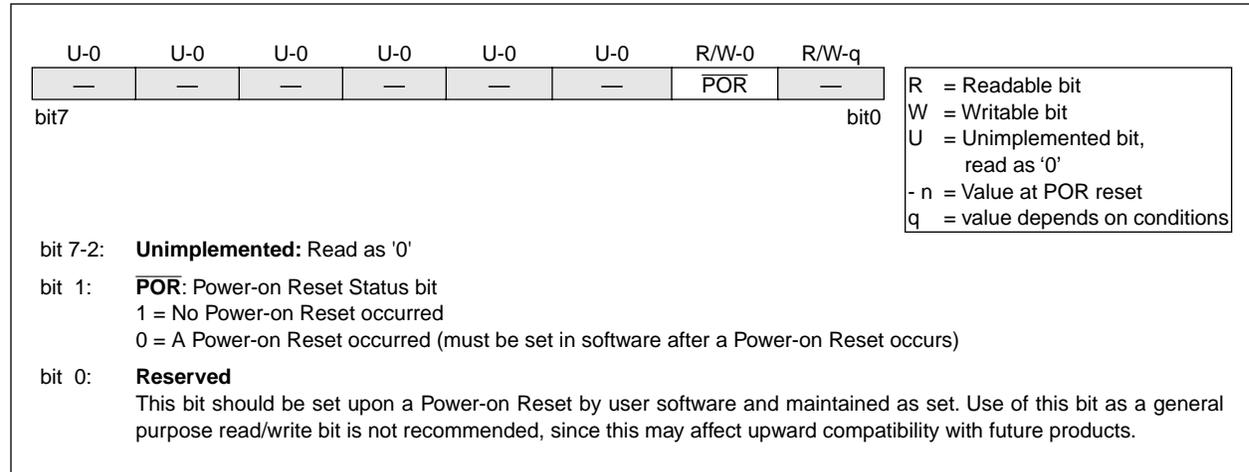 U-0 U-0 U-0 U-0 U-0 U-0 R/W-0 R/W-q
— — — — — — POR —
bit7 bit0
R = Readable bit
W = Writable bit
U = Unimplemented bit,
read as ‘0’
- n = Value at POR reset
q = value depends on conditions
bit 7-2: Unimplemented: Read as '0'
bit 1: POR: Power-on Reset Status bit
1 = No Power-on Reset occurred
0 = A Power-on Reset occurred (must be set in software after a Power-on Reset occurs)
bit 0: Reserved
This bit should be set upon a Power-on Reset by user software and maintained as set. Use of this bit as a general
purpose read/write bit is not recommended, since this may affect upward compatibility with future products.